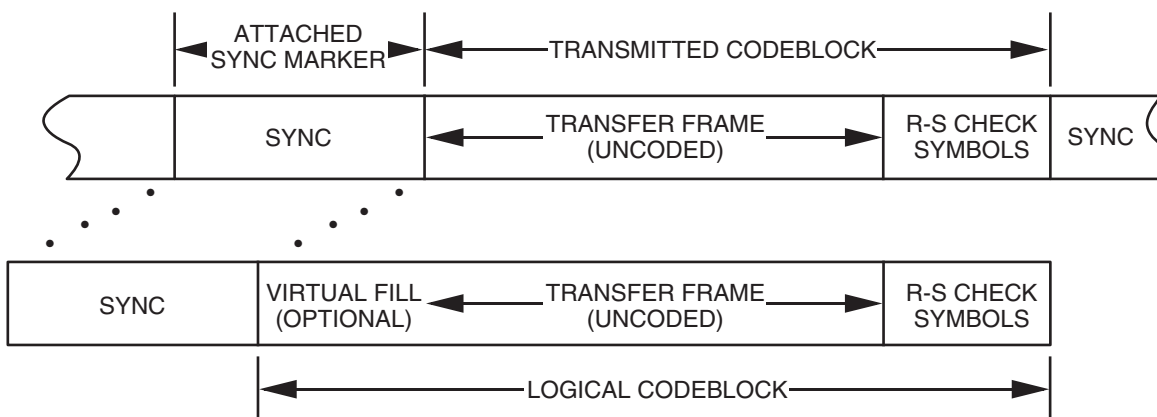 ATTACHED
SYNC MARKER
TRANSMITTED CODEBLOCK
SYNC
TRANSFER FRAME
(UNCODED)
R-S CHECK
SYMBOLS
SYNC
SYNC
VIRTUAL FILL
(OPTIONAL)
TRANSFER FRAME
(UNCODED)
R-S CHECK
SYMBOLS
LOGICAL CODEBLOCK